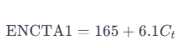 ENCTA1 = 165 + 6.1C_t